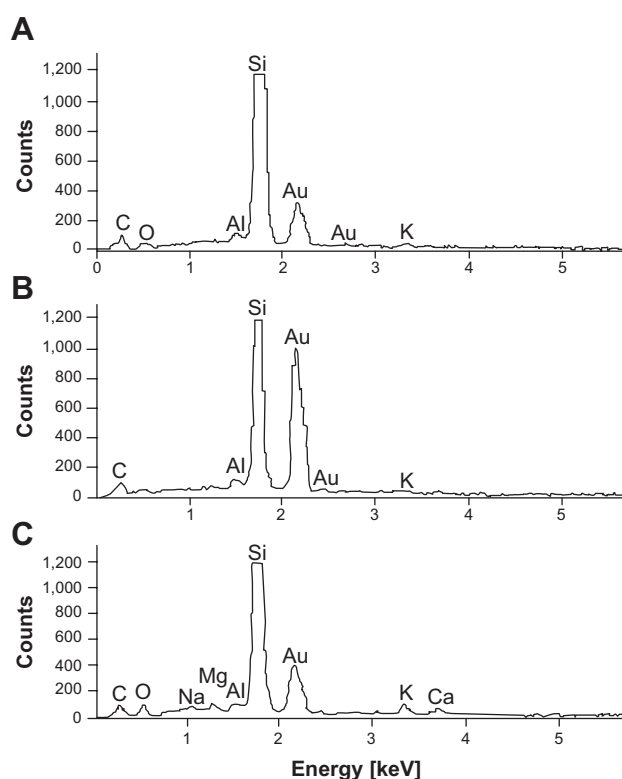 A
Counts
1,200
1,000
800
600
400
200
0
C O Al Si Au Au K
0 1 2 3 4 5
B
Counts
1,200
1,000
800
600
400
200
0
C Al Si Au Au K
1 2 3 4 5
C
Counts
1,200
1,000
800
600
400
200
0
C O Na Mg Al Si Au K Ca
1 2 3 4 5
Energy [keV]